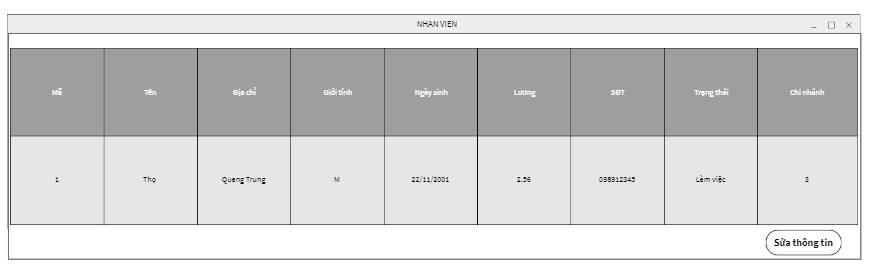 NHAN VIEN
Mã Tên Địa chỉ Giới tính Ngày sinh Lương SĐT Trạng thái Chi nhánh
1 Thọ Quang Trung M 22/11/2001 2.56 098912345 Làm việc 3
Sửa thông tin